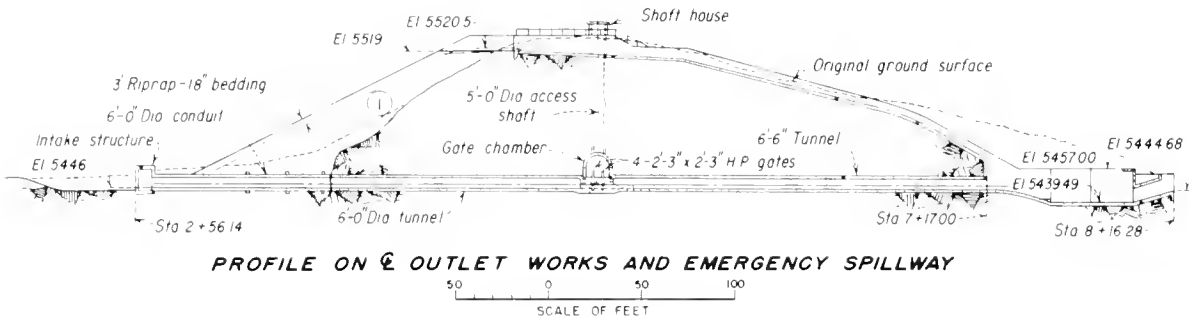 Shaft house
El 5520.5
El 5519
Original ground surface
3' Riprap-18" bedding
6'-0" Dia conduit
Intake structure
El 5446
1
5'-0" Dia access
shaft
Gate chamber
4-2'-3" x 2'-3" H.P. gates
6'-6" Tunnel
El 5444.68
El 5457.00
El 5439.49
6'-0" Dia tunnel
Sta 2+56.14
Sta 7+17.00
Sta 8+16.28
PROFILE ON ℄ OUTLET WORKS AND EMERGENCY SPILLWAY
50 0 50 100
SCALE OF FEET